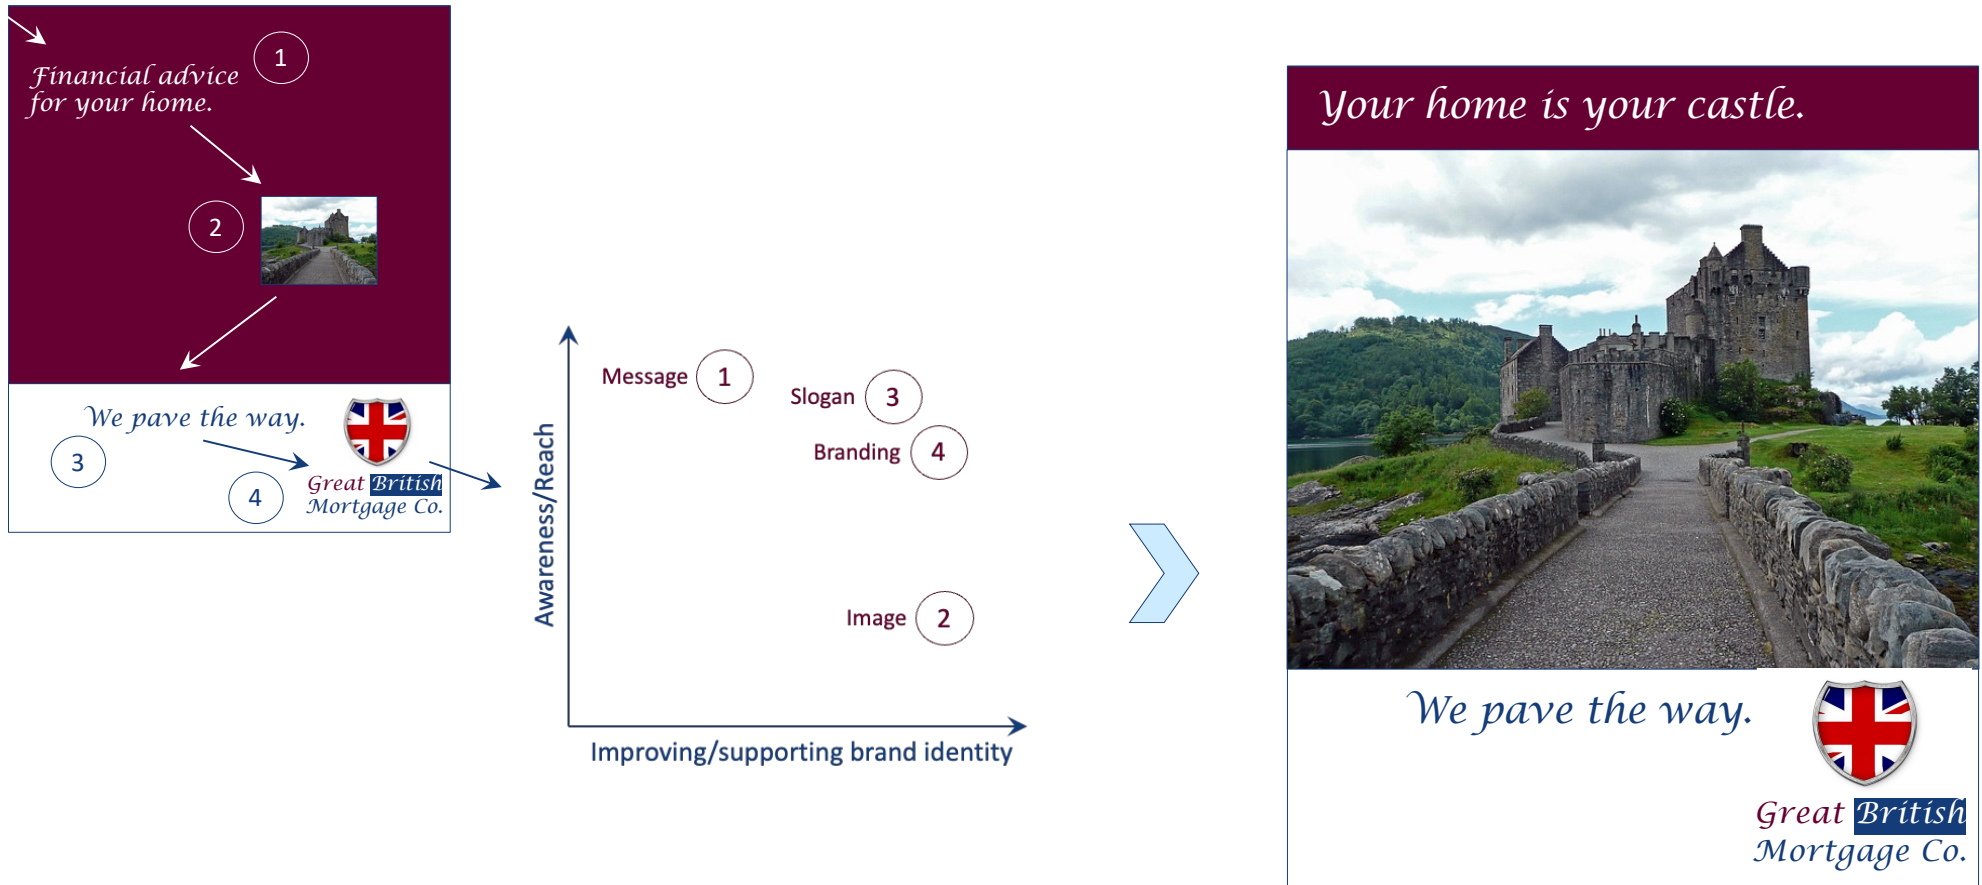 1
Financial advice
for your home.
2
We pave the way.
3
4
Great British
Mortgage Co.
Awareness/Reach
Message 1
Slogan 3
Branding 4
Image 2
Improving/supporting brand identity
Your home is your castle.
We pave the way.
Great British
Mortgage Co.